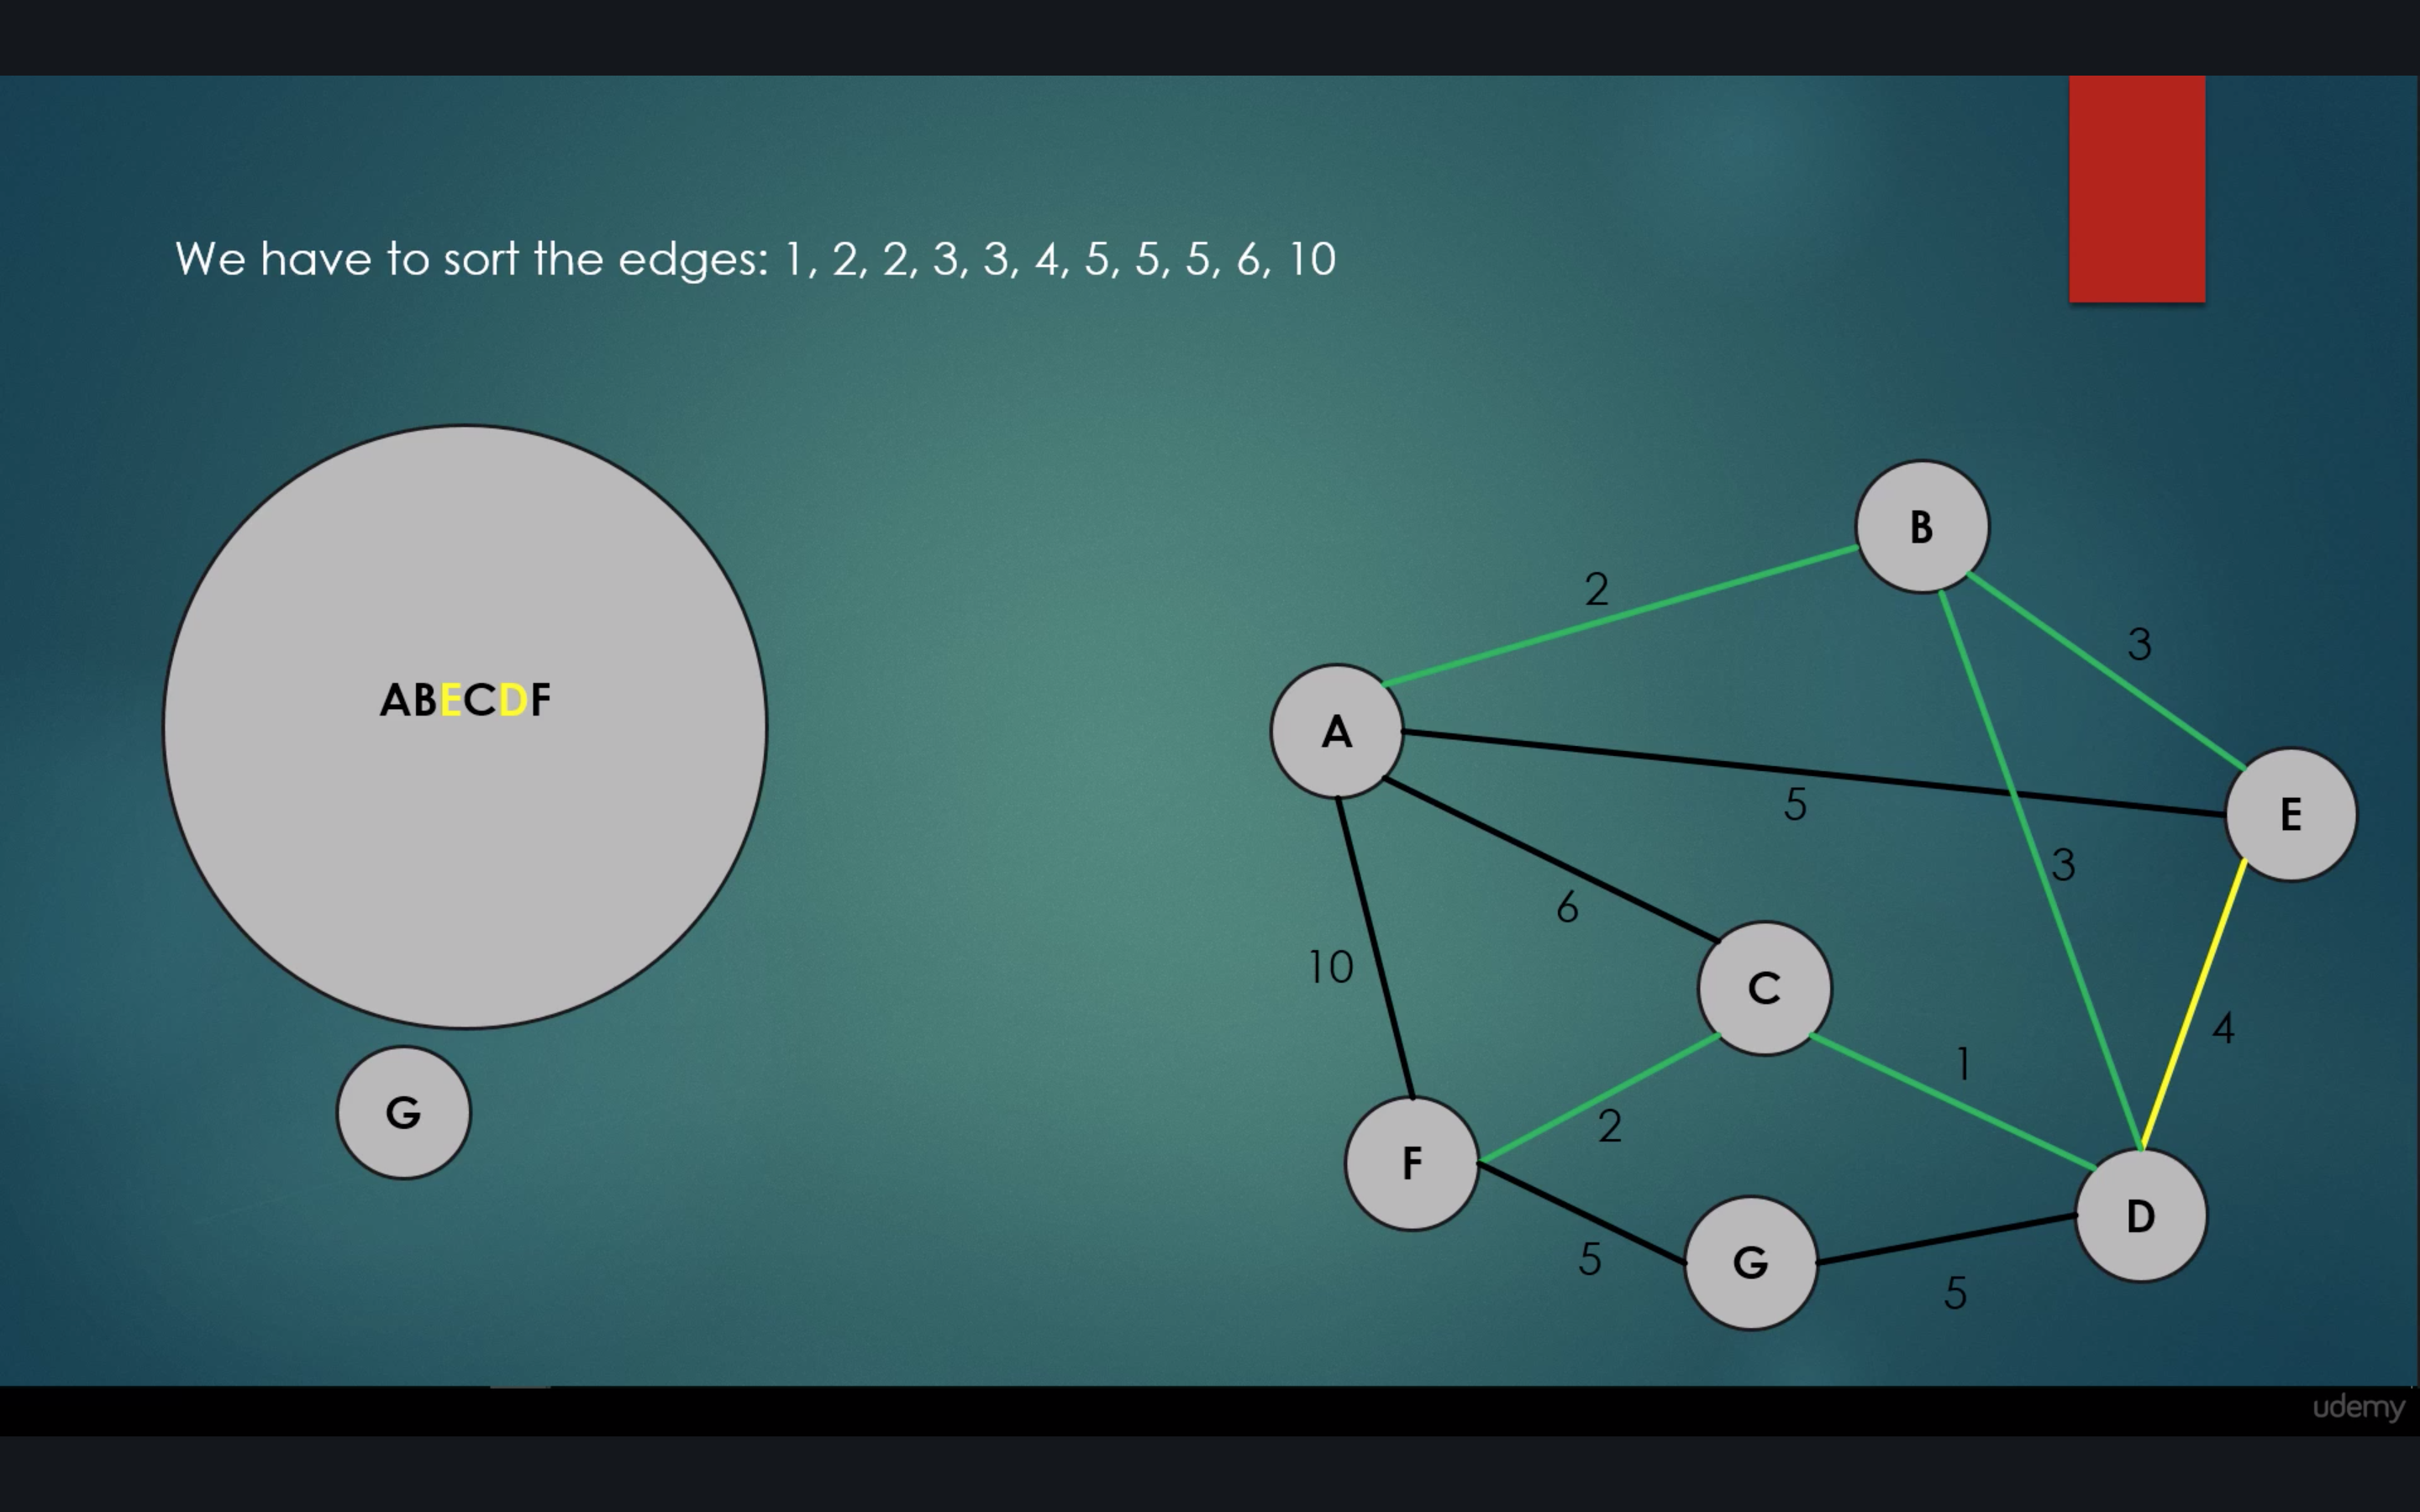 We have to sort the edges: 1, 2, 2, 3, 3, 4, 5, 5, 5, 6, 10
B
2
3
ABECDF
A
5
E
3
6
10
C
4
1
G
2
F
D
5
G
5
udemy